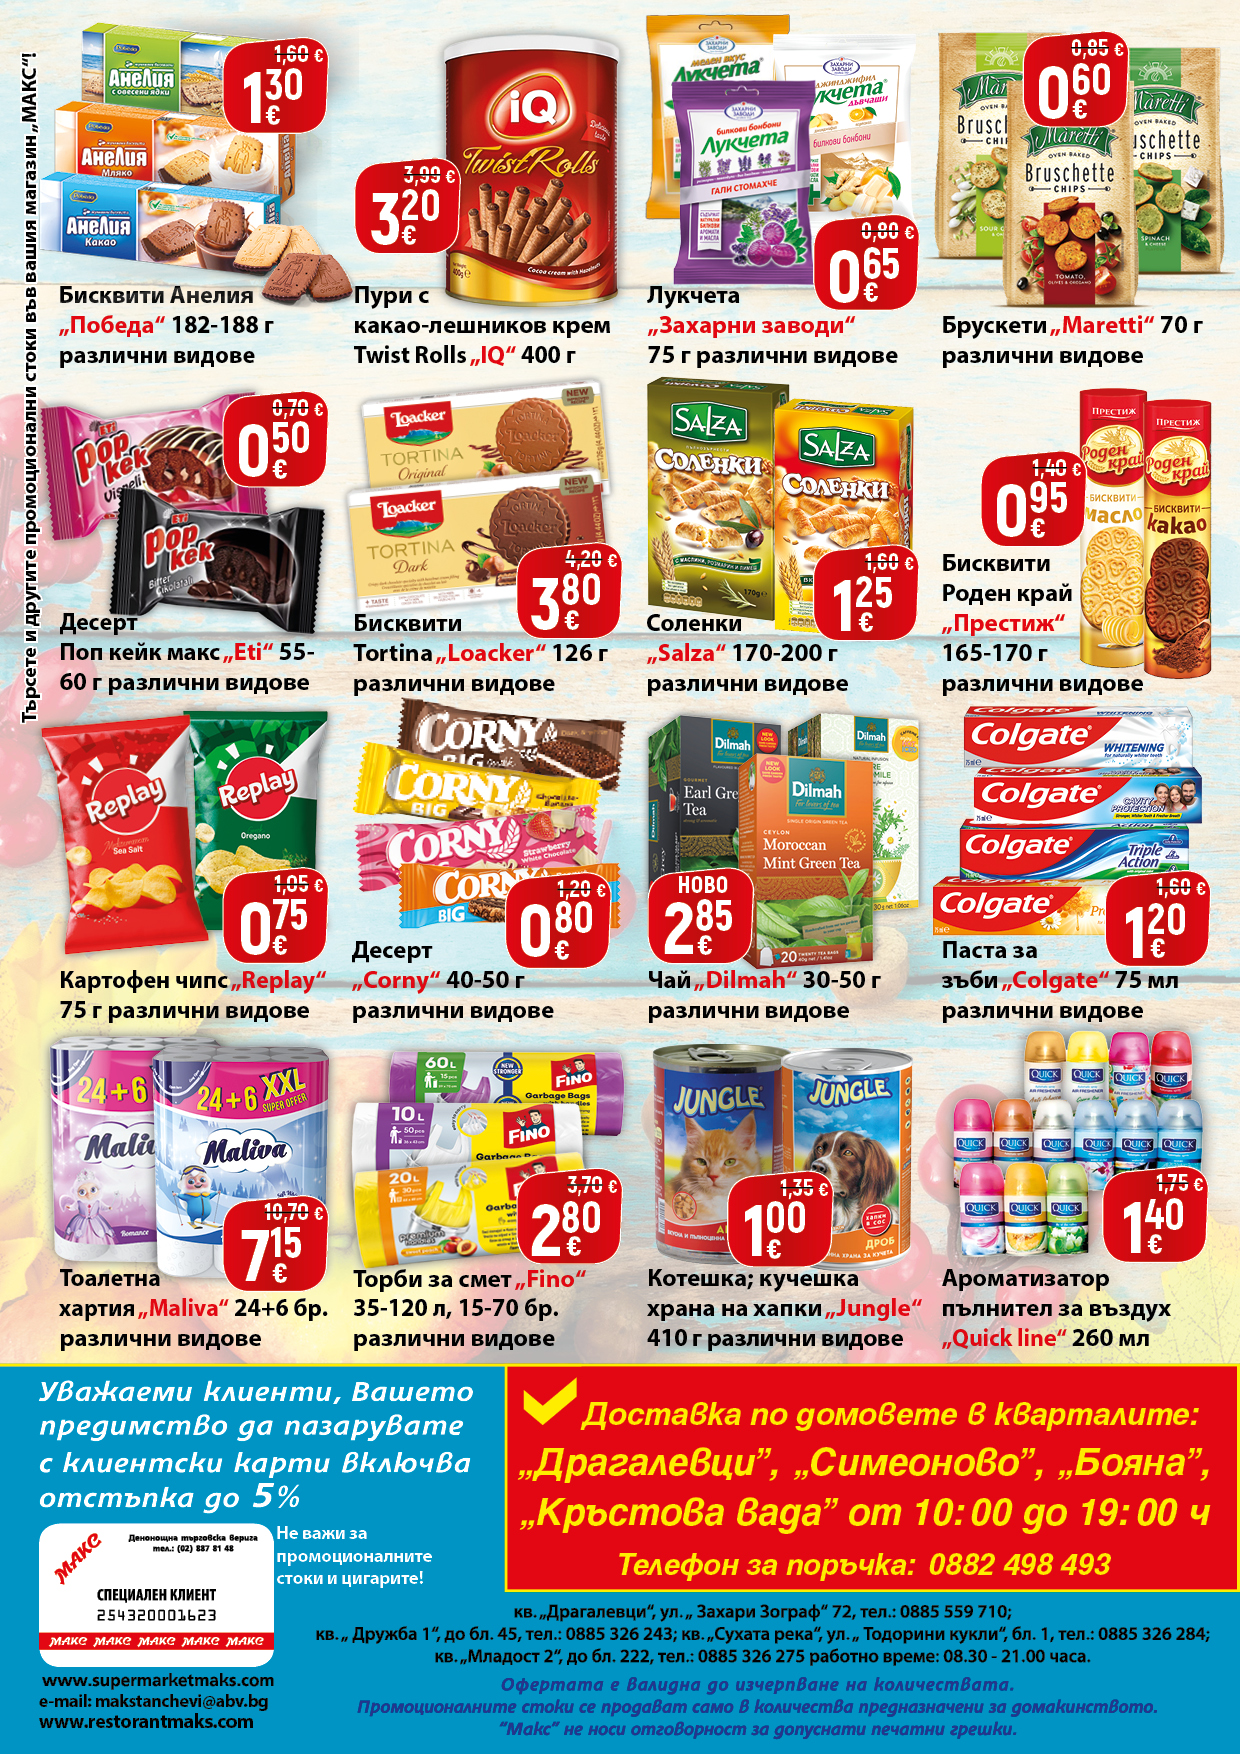 Търсете и другите промоционални стоки във вашия магазин „МАКС“!
1,60 €
1 30 €
Бисквити Анелия
„Победа“ 182-188 г
различни видове
3,90 €
3 20 €
Пури с
какао-лешников крем
Twist Rolls „IQ“ 400 г
0,80 €
0 65 €
Лукчета
„Захарни заводи“
75 г различни видове
0,85 €
0 60 €
Брускети „Maretti“ 70 г
различни видове
0,70 €
0 50 €
Десерт
Поп кейк макс „Eti“ 55-
60 г различни видове
4,20 €
3 80 €
Бисквити
Tortina „Loacker“ 126 г
различни видове
1,60 €
1 25 €
Соленки
„Salza“ 170-200 г
различни видове
1,40 €
0 95 €
Бисквити
Роден край
„Престиж“
165-170 г
различни видове
1,05 €
0 75 €
Картофен чипс „Replay“
75 г различни видове
1,20 €
0 80 €
Десерт
„Corny“ 40-50 г
различни видове
НОВО
2 85 €
Чай „Dilmah“ 30-50 г
различни видове
1,60 €
1 20 €
Паста за
зъби „Colgate“ 75 мл
различни видове
10,70 €
7 15 €
Тоалетна
хартия „Maliva“ 24+6 бр.
различни видове
3,70 €
2 80 €
Торби за смет „Fino“
35-120 л, 15-70 бр.
различни видове
1,35 €
1 00 €
Котешка; кучешка
храна на хапки „Jungle“
410 г различни видове
1,75 €
1 40 €
Ароматизатор
пълнител за въздух
„Quick line“ 260 мл
Уважаеми клиенти, Вашето
предимство да пазарувате
с клиентски карти включва
отстъпка до 5%
Не важи за
промоционалните
стоки и цигарите!
МАКС
Денонощна търговска верига
тел.: (02) 887 81 48
СПЕЦИАЛЕН КЛИЕНТ
254320001623
МАКС МАКС МАКС МАКС МАКС
www.supermarketmaks.com
e-mail: makstanchevi@abv.bg
www.restorantmaks.com
Доставка по домовете в кварталите:
„Драгалевци”, „Симеоново”, „Бояна”,
„Кръстова вада” от 10:00 до 19:00 ч
Телефон за поръчка: 0882 498 493
кв. „Драгалевци“, ул. „ Захари Зограф“ 72, тел.: 0885 559 710;
кв. „ Дружба 1“, до бл. 45, тел.: 0885 326 243; кв. „Сухата река“, ул. „ Тодорини кукли“, бл. 1, тел.: 0885 326 284;
кв. „Младост 2“, до бл. 222, тел.: 0885 326 275 работно време: 08.30 - 21.00 часа.
Офертата е валидна до изчерпване на количествата.
Промоционалните стоки се продават само в количества предназначени за домакинството.
“Макс” не носи отговорност за допуснати печатни грешки.